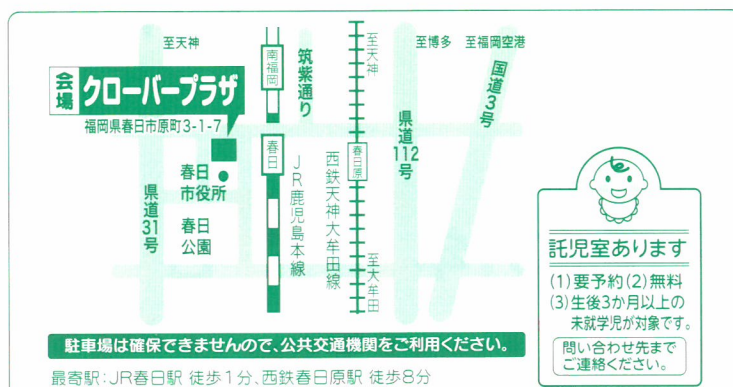 至天神
会場
クローバープラザ
福岡県春日市原町3-1-7
南福岡
筑紫通り
至天神
至博多
至福岡空港
国道3号
県道112号
春日
春日原
JR鹿児島本線
西鉄天神大牟田線
春日
市役所
春日
公園
県道31号
至大牟田
駐車場は確保できませんので、公共交通機関をご利用ください。
最寄駅:JR春日駅 徒歩1分、西鉄春日原駅 徒歩8分
託児室あります
(1)要予約(2)無料
(3)生後3か月以上の
未就学児が対象です。
問い合わせ先まで
ご連絡ください。